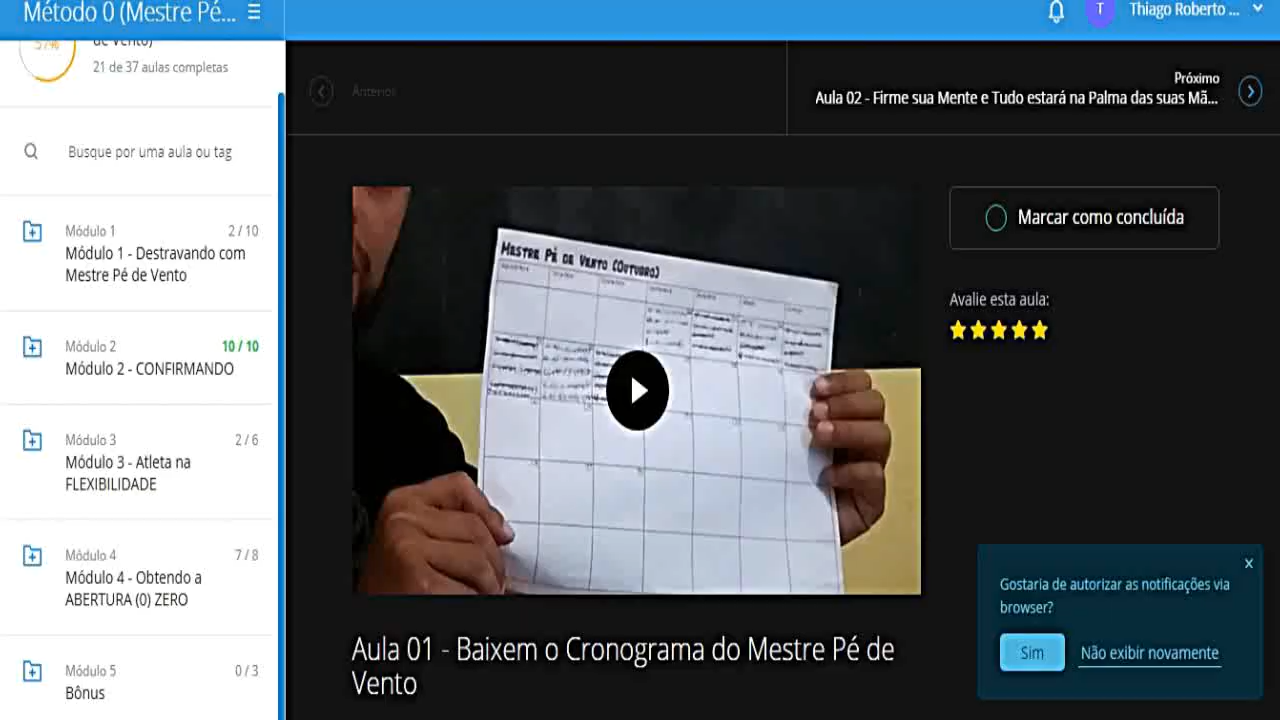 Método 0 (Mestre Pé...
T
Thiago Roberto ...
57%
de Vento)
21 de 37 aulas completas
Busque por uma aula ou tag
Módulo 1
2 / 10
Módulo 1 - Destravando com
Mestre Pé de Vento
Módulo 2
10 / 10
Módulo 2 - CONFIRMANDO
Módulo 3
2 / 6
Módulo 3 - Atleta na
FLEXIBILIDADE
Módulo 4
7 / 8
Módulo 4 - Obtendo a
ABERTURA (0) ZERO
Módulo 5
0 / 3
Bônus
Anterior
Próximo
Aula 02 - Firme sua Mente e Tudo estará na Palma das suas Mã...
Mestre Pé de Vento (Outubro)
Marcar como concluída
Avalie esta aula:
Aula 01 - Baixem o Cronograma do Mestre Pé de
Vento
x
Gostaria de autorizar as notificações via
browser?
Sim
Não exibir novamente